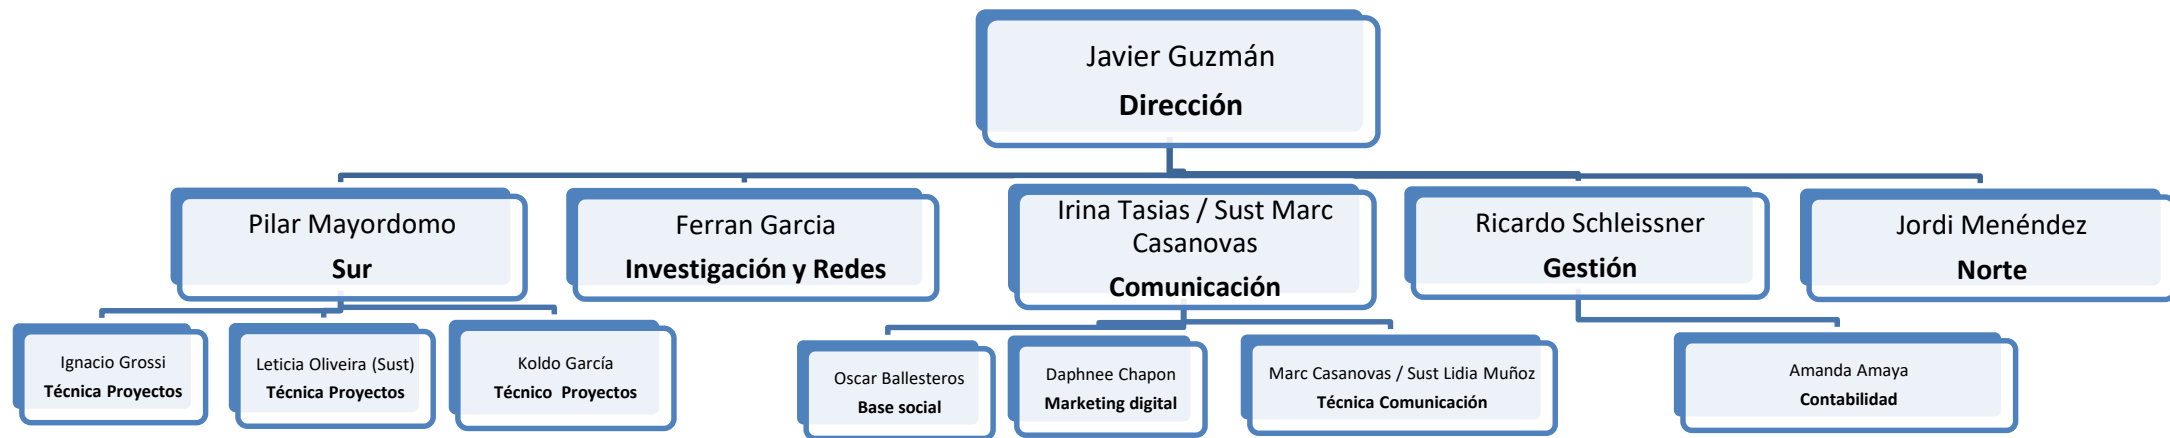 Javier Guzmán
Dirección
Pilar Mayordomo
Sur
Ferran Garcia
Investigación y Redes
Irina Tasias / Sust Marc
Casanovas
Comunicación
Ricardo Schleissner
Gestión
Jordi Menéndez
Norte
Ignacio Grossi
Técnica Proyectos
Leticia Oliveira (Sust)
Técnica Proyectos
Koldo García
Técnico Proyectos
Oscar Ballesteros
Base social
Daphnee Chapon
Marketing digital
Marc Casanovas / Sust Lidia Muñoz
Técnica Comunicación
Amanda Amaya
Contabilidad